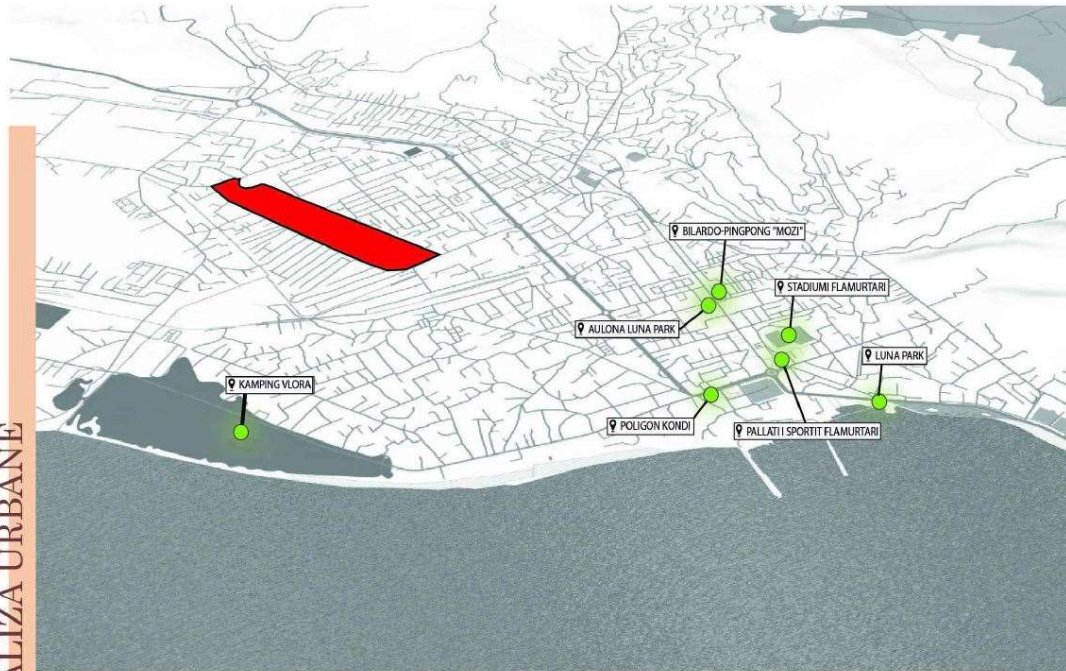 BILARDO-PINGPONG "MOZI"
STADIUMI FLAMURTARI
AULONA LUNA PARK
LUNA PARK
KAMPING VLORA
POLIGON KONDI
PALLATI I SPORTIT FLAMURTARI
ALIZA URBANE